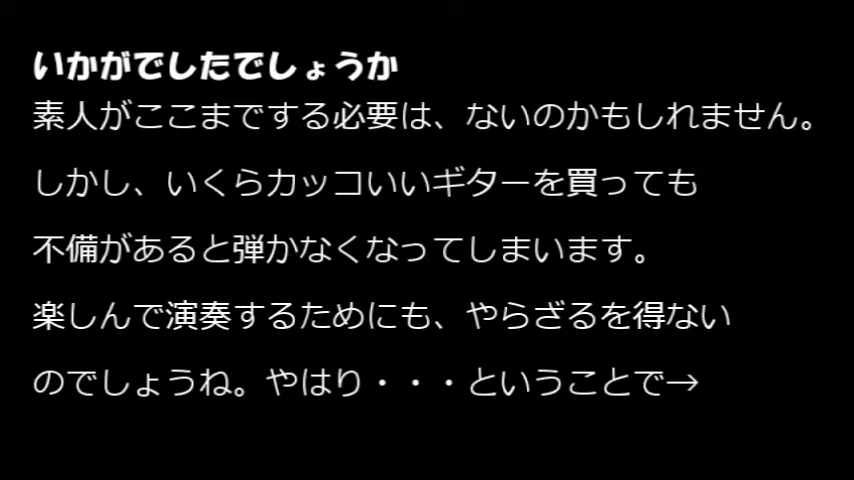 いかがでしたでしょうか
素人がここまでする必要は、ないのかもしれません。
しかし、いくらカッコいいギターを買っても
不備があると弾かなくなってしまいます。
楽しんで演奏するためにも、やらざるを得ない
のでしょうね。やはり・・・ということで→